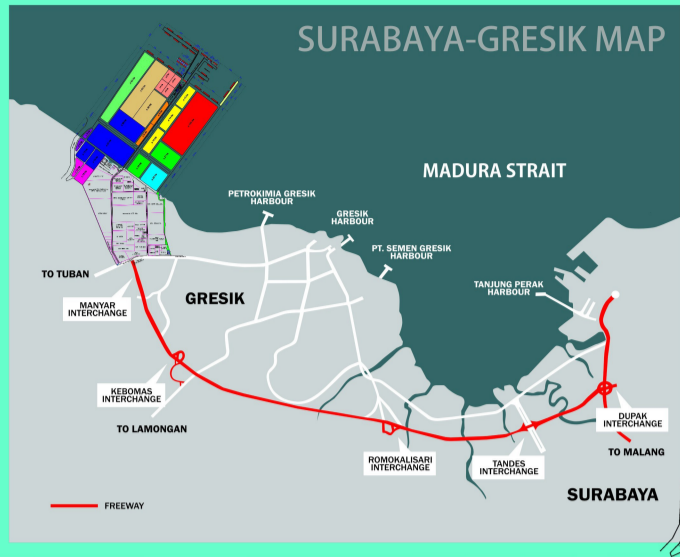 SURABAYA-GRESIK MAP
MADURA STRAIT
PETROKIMIA GRESIK
HARBOUR
GRESIK
HARBOUR
PT. SEMEN GRESIK
HARBOUR
TO TUBAN
TANJUNG PERAK
HARBOUR
MANYAR
INTERCHANGE
GRESIK
KEBOMAS
INTERCHANGE
TO LAMONGAN
DUPAK
INTERCHANGE
ROMOKALISARI
INTERCHANGE
TANDES
INTERCHANGE
TO MALANG
SURABAYA
FREEWAY